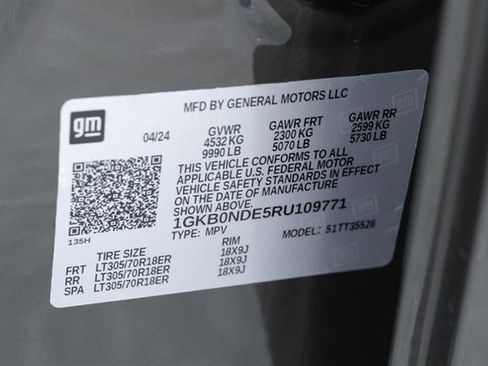 gm
MFD BY GENERAL MOTORS LLC
04/24 GVWR GAWR FRT GAWR RR
4532 KG 2300 KG 2599 KG
9990 LB 5070 LB 5730 LB
THIS VEHICLE CONFORMS TO ALL
APPLICABLE U.S. FEDERAL MOTOR
VEHICLE SAFETY STANDARDS IN EFFECT
ON THE DATE OF MANUFACTURE
SHOWN ABOVE.
1GKB0NDE5RU109771
TYPE: MPV MODEL: 51TT35526
135H
TIRE SIZE RIM
FRT LT305/70R18ER 18X9J
RR LT305/70R18ER 18X9J
SPA LT305/70R18ER 18X9J